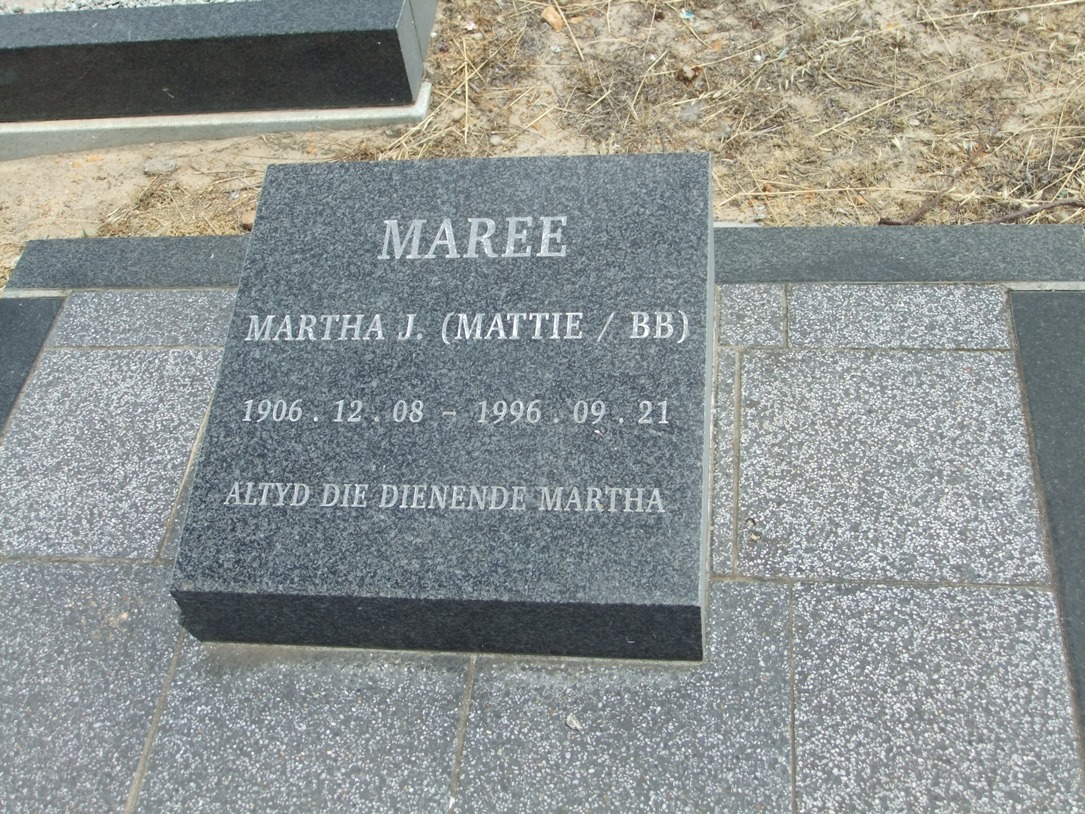 MAREE
MARTHA J. (MATTIE / BB)
1906 . 12 . 08 - 1996 . 09 . 21
ALTYD DIE DIENENDE MARTHA